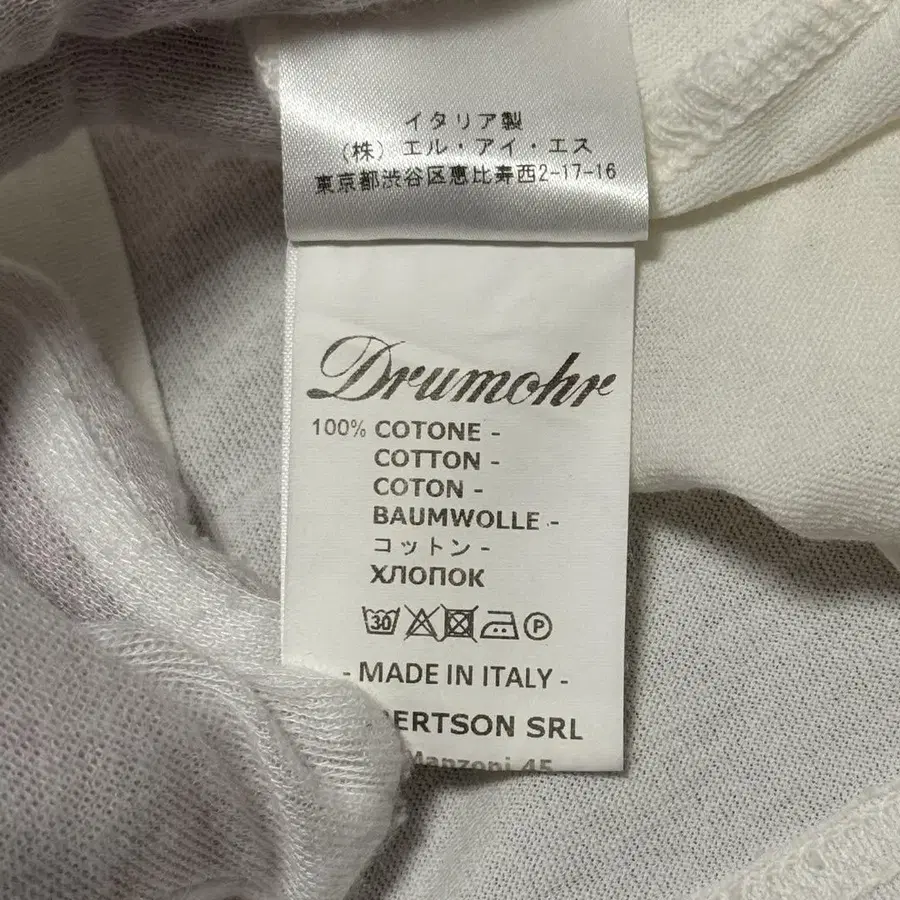 イタリア製
(株) エル・アイ・エス
東京都渋谷区恵比寿西2-17-16
Drumohr
100% COTONE -
COTTON -
COTON -
BAUMWOLLE -
コットン -
ХЛОПОК
30 P
- MADE IN ITALY -
BERTSON SRL
Manzoni 45